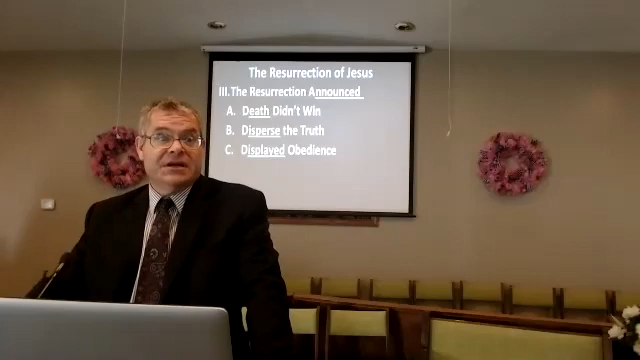 The Resurrection of Jesus
III.The Resurrection Announced
A. Death Didn't Win
B. Disperse the Truth
C. Displayed Obedience